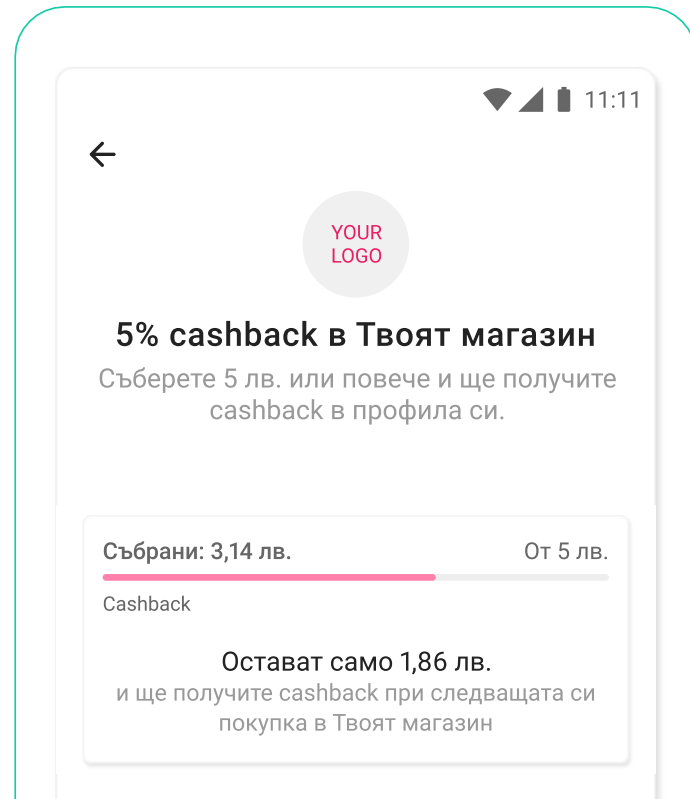 11:11
YOUR
LOGO
5% cashback в Твоят магазин
Съберете 5 лв. или повече и ще получите
cashback в профила си.
Събрани: 3,14 лв. От 5 лв.
Cashback
Остават само 1,86 лв.
и ще получите cashback при следващата си
покупка в Твоят магазин